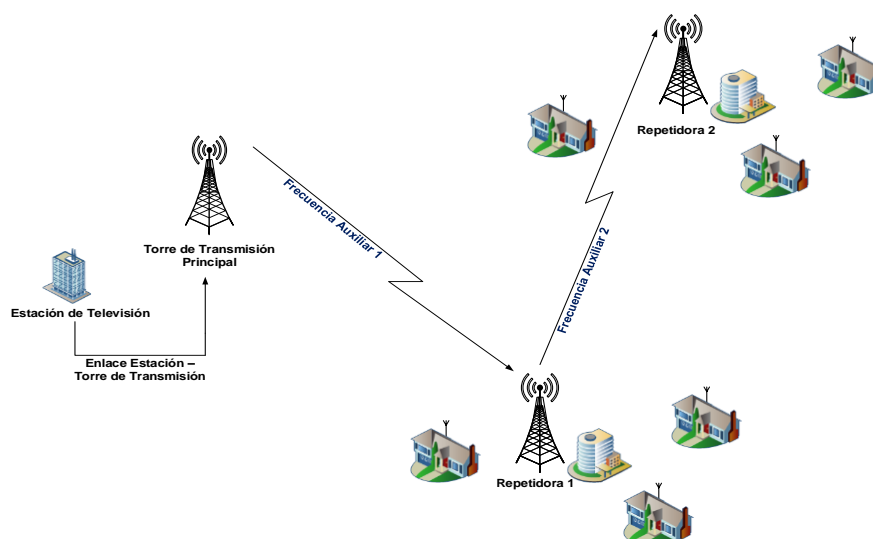 Repetidora 2
Frecuencia Auxiliar 1
Torre de Transmisión
Principal
Frecuencia Auxiliar 2
Estación de Televisión
Enlace Estación –
Torre de Transmisión
Repetidora 1